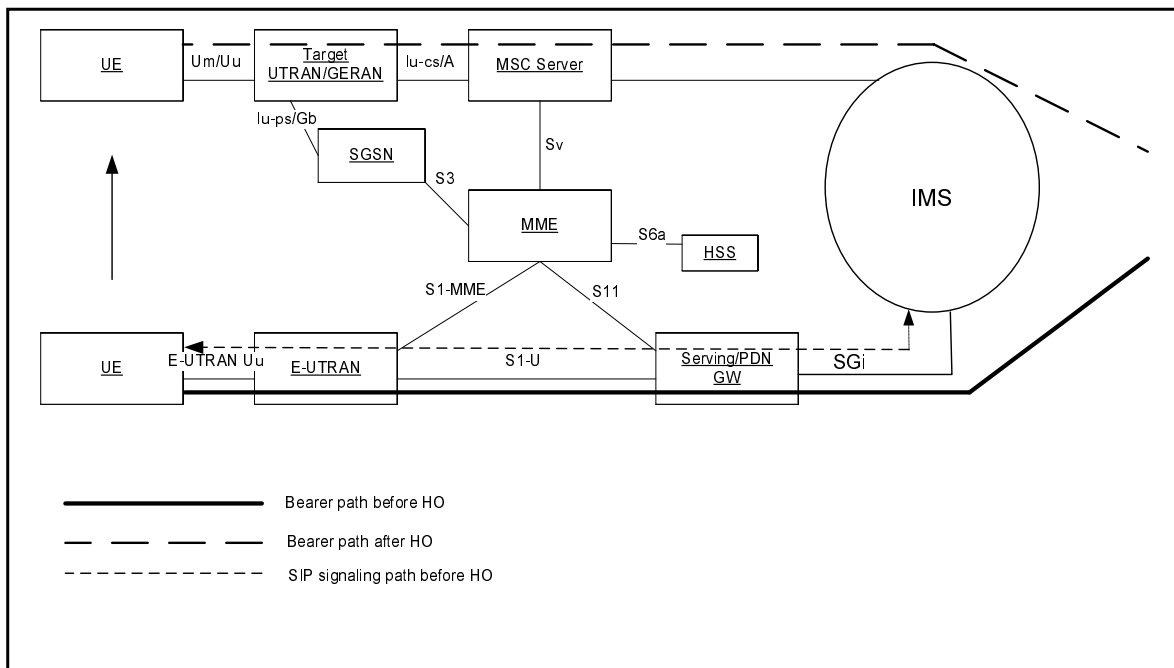 UE
Um/Uu
Target
UTRAN/GERAN
Iu-cs/A
MSC Server
Iu-ps/Gb
SGSN
S3
Sv
MME
S6a
HSS
IMS
S1-MME
S11
UE
E-UTRAN Uu
E-UTRAN
S1-U
Serving/PDN
GW
SGi
Bearer path before HO
Bearer path after HO
SIP signaling path before HO